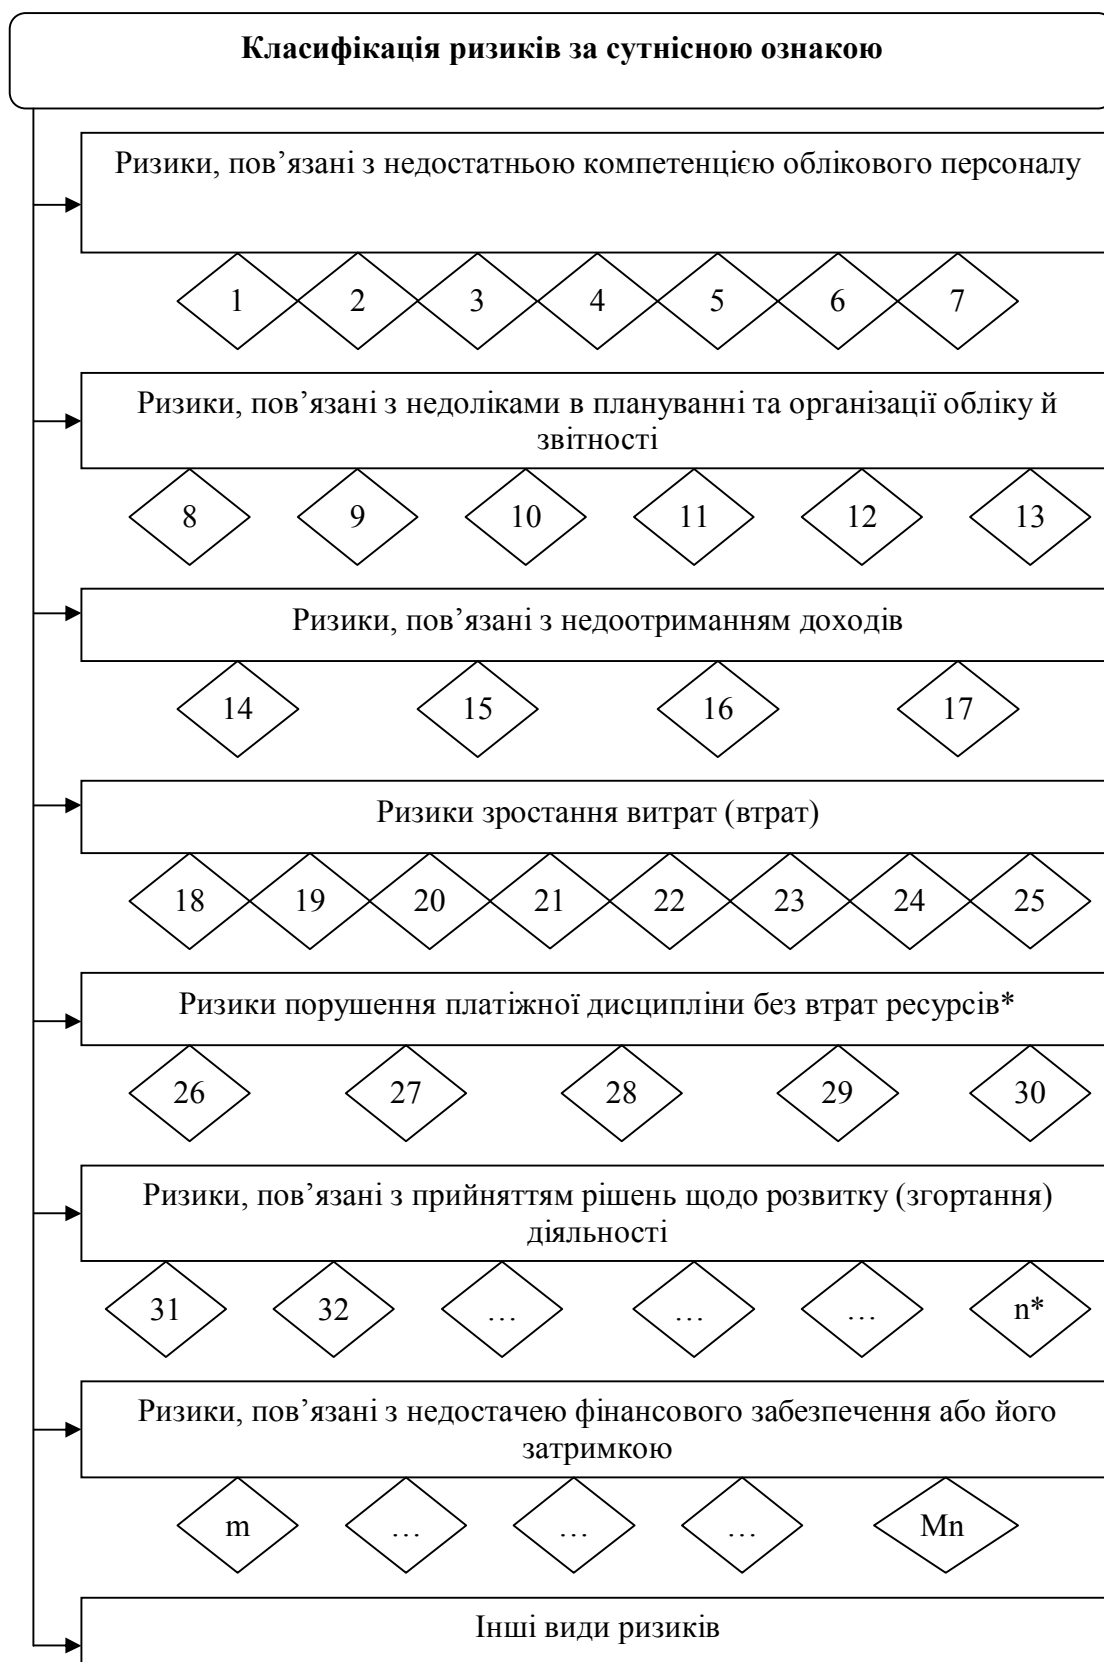 Класифікація ризиків за сутнісною ознакою
Ризики, пов’язані з недостатньою компетенцією облікового персоналу
1 2 3 4 5 6 7
Ризики, пов’язані з недоліками в плануванні та організації обліку й
звітності
8 9 10 11 12 13
Ризики, пов’язані з недоотриманням доходів
14 15 16 17
Ризики зростання витрат (втрат)
18 19 20 21 22 23 24 25
Ризики порушення платіжної дисципліни без втрат ресурсів*
26 27 28 29 30
Ризики, пов’язані з прийняттям рішень щодо розвитку (згортання)
діяльності
31 32 … … … n*
Ризики, пов’язані з недостачею фінансового забезпечення або його
затримкою
m … … … Mn
Інші види ризиків